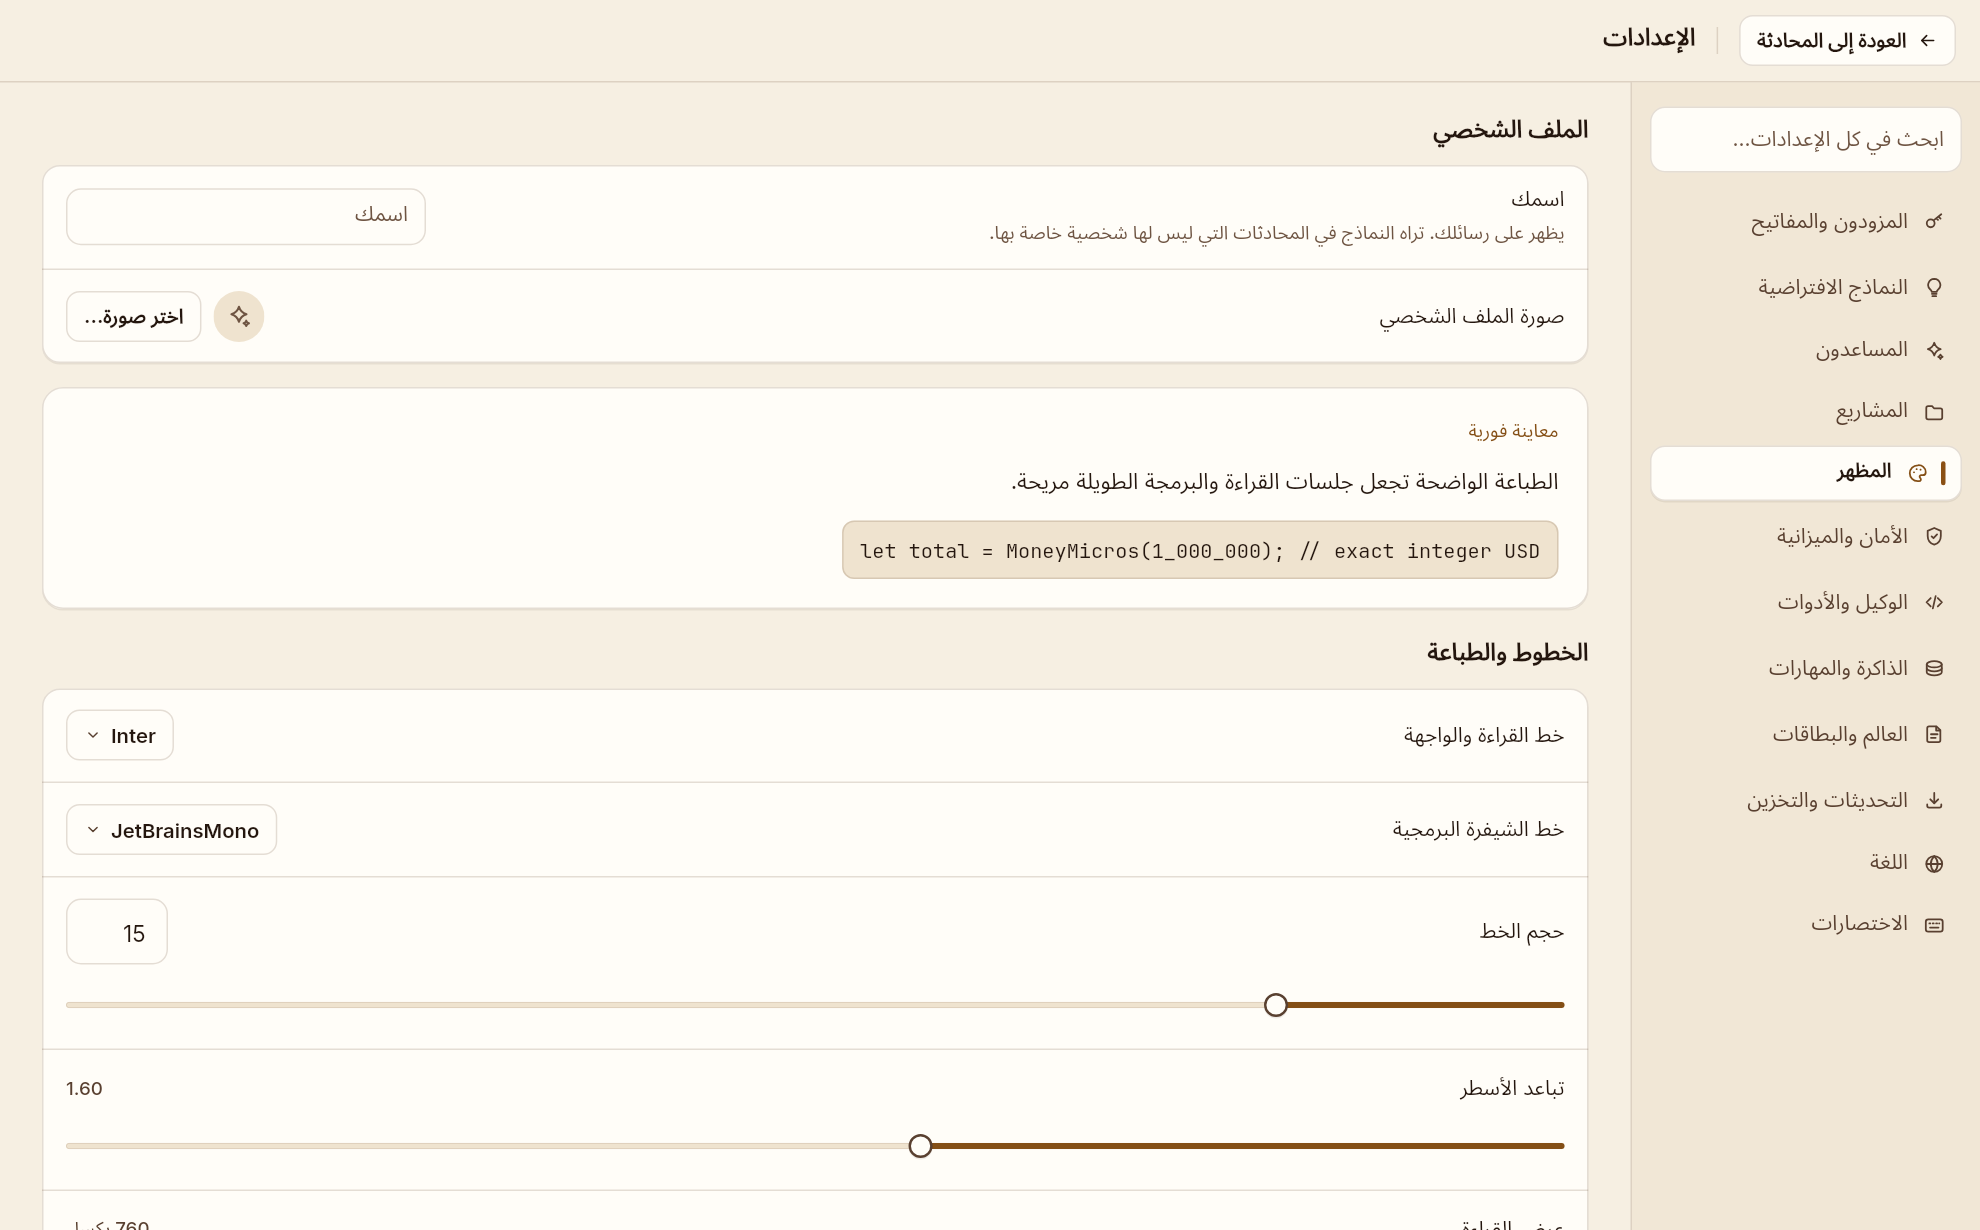 العودة إلى المحادثة
الإعدادات
ابحث في كل الإعدادات...
المزودون والمفاتيح
النماذج الافتراضية
المساعدون
المشاريع
المظهر
الأمان والميزانية
الوكيل والأدوات
الذاكرة والمهارات
العالم والبطاقات
التحديثات والتخزين
اللغة
الاختصارات
الملف الشخصي
اسمك
اسمك
يظهر على رسائلك. تراه النماذج في المحادثات التي ليس لها شخصية خاصة بها.
صورة الملف الشخصي
اختر صورة...
معاينة فورية
الطباعة الواضحة تجعل جلسات القراءة والبرمجة الطويلة مريحة.
let total = MoneyMicros(1_000_000); // exact integer USD
الخطوط والطباعة
خط القراءة والواجهة
Inter
خط الشيفرة البرمجية
JetBrainsMono
حجم الخط
15
تباعد الأسطر
1.60
عرض القراءة
760 بكسل